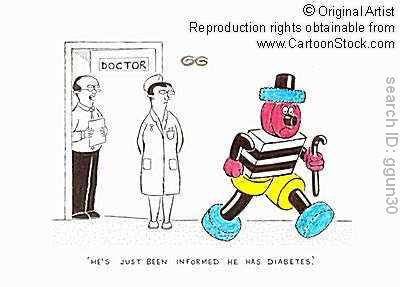 © Original Artist
Reproduction rights obtainable from
www.CartoonStock.com
DOCTOR
GG
search ID: ggun30
"HE'S JUST BEEN INFORMED HE HAS DIABETES."